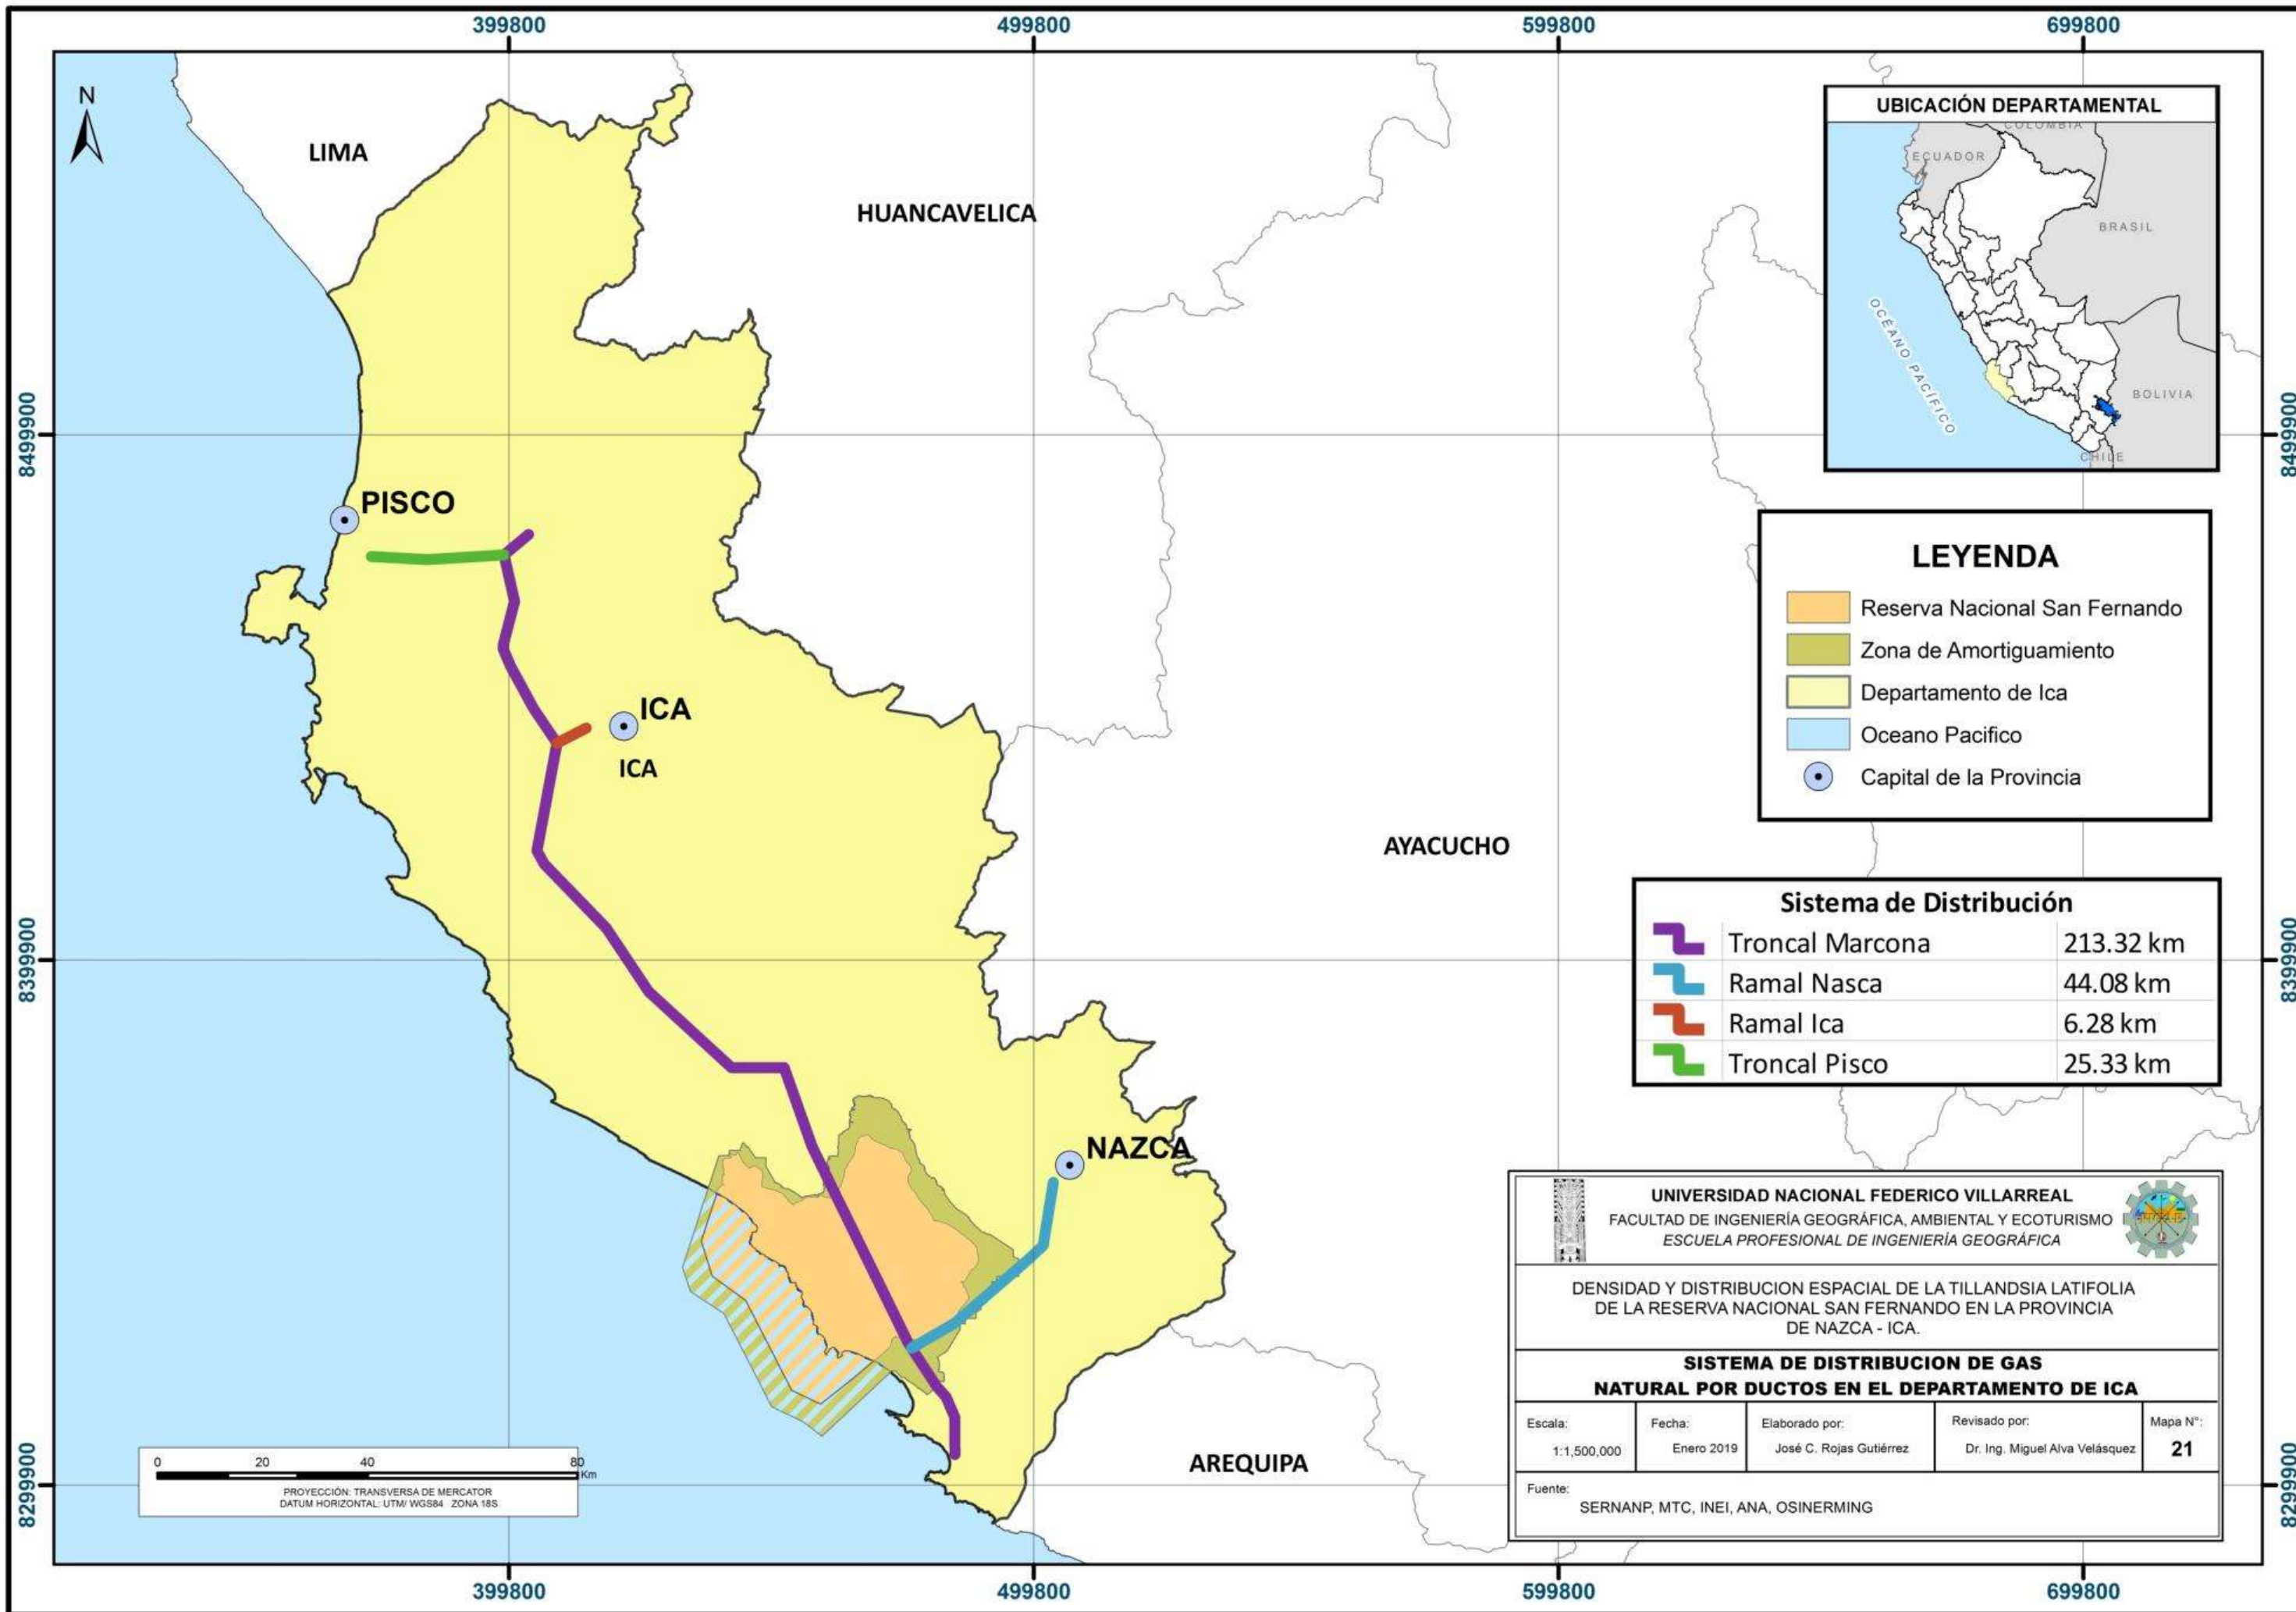 399800
499800
599800
699800
N
LIMA
HUANCAVELICA
UBICACIÓN DEPARTAMENTAL
COLOMBIA
ECUADOR
BRASIL
OCÉANO PACÍFICO
BOLIVIA
CHILE
8499900
8499900
PISCO
LEYENDA
Reserva Nacional San Fernando
Zona de Amortiguamiento
Departamento de Ica
Oceano Pacifico
Capital de la Provincia
ICA
ICA
AYACUCHO
Sistema de Distribución
Troncal Marcona 213.32 km
Ramal Nasca 44.08 km
Ramal Ica 6.28 km
Troncal Pisco 25.33 km
8399900
8399900
NAZCA
UNIVERSIDAD NACIONAL FEDERICO VILLARREAL
FACULTAD DE INGENIERÍA GEOGRÁFICA, AMBIENTAL Y ECOTURISMO
ESCUELA PROFESIONAL DE INGENIERÍA GEOGRÁFICA
DENSIDAD Y DISTRIBUCION ESPACIAL DE LA TILLANDSIA LATIFOLIA
DE LA RESERVA NACIONAL SAN FERNANDO EN LA PROVINCIA
DE NAZCA - ICA.
SISTEMA DE DISTRIBUCION DE GAS
NATURAL POR DUCTOS EN EL DEPARTAMENTO DE ICA
Escala: Fecha: Elaborado por: Revisado por: Mapa N°:
1:1,500,000 Enero 2019 José C. Rojas Gutiérrez Dr. Ing. Miguel Alva Velásquez 21
Fuente:
SERNANP, MTC, INEI, ANA, OSINERMING
AREQUIPA
0 20 40 80
Km
PROYECCIÓN: TRANSVERSA DE MERCATOR
DATUM HORIZONTAL: UTM/ WGS84 ZONA 18S
8299900
8299900
399800
499800
599800
699800